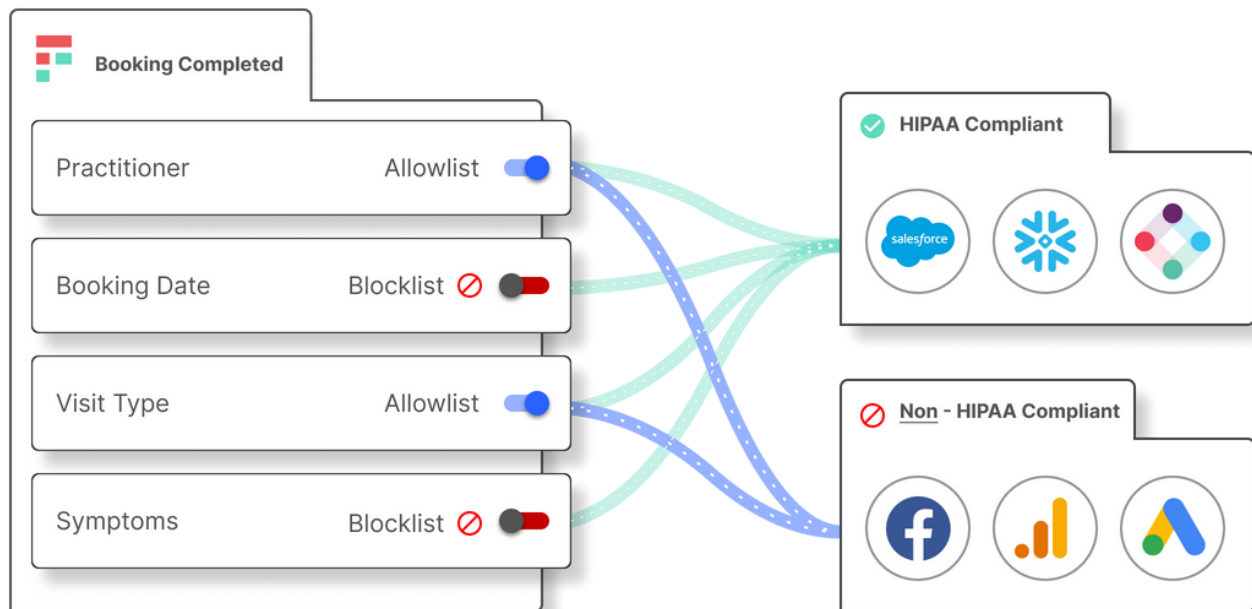 Booking Completed
Practitioner Allowlist
Booking Date Blocklist
Visit Type Allowlist
Symptoms Blocklist
HIPAA Compliant
salesforce
Non - HIPAA Compliant